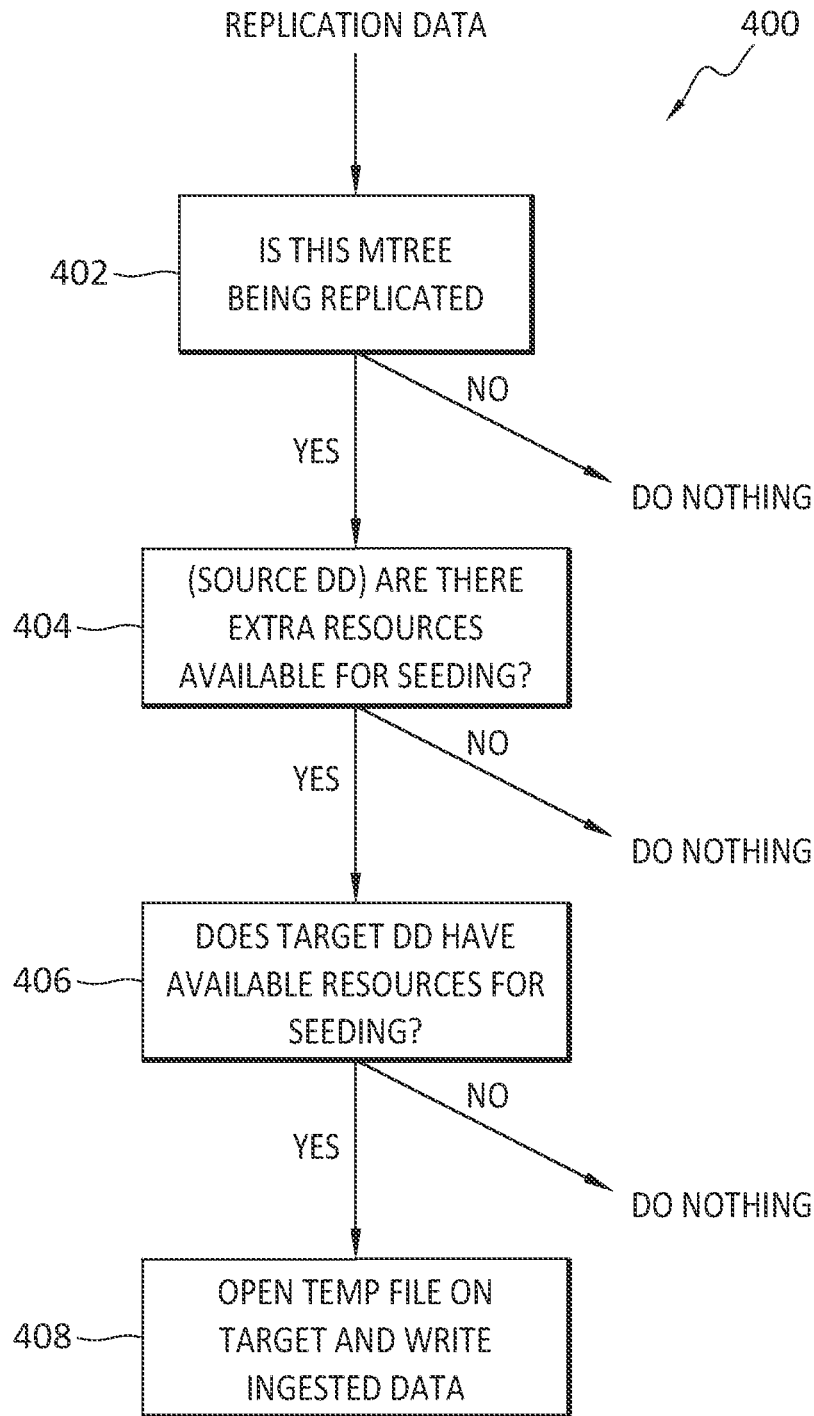 REPLICATION DATA
400
402
IS THIS MTREE
BEING REPLICATED
NO
YES
DO NOTHING
404
(SOURCE DD) ARE THERE
EXTRA RESOURCES
AVAILABLE FOR SEEDING?
NO
YES
DO NOTHING
406
DOES TARGET DD HAVE
AVAILABLE RESOURCES FOR
SEEDING?
NO
YES
DO NOTHING
408
OPEN TEMP FILE ON
TARGET AND WRITE
INGESTED DATA